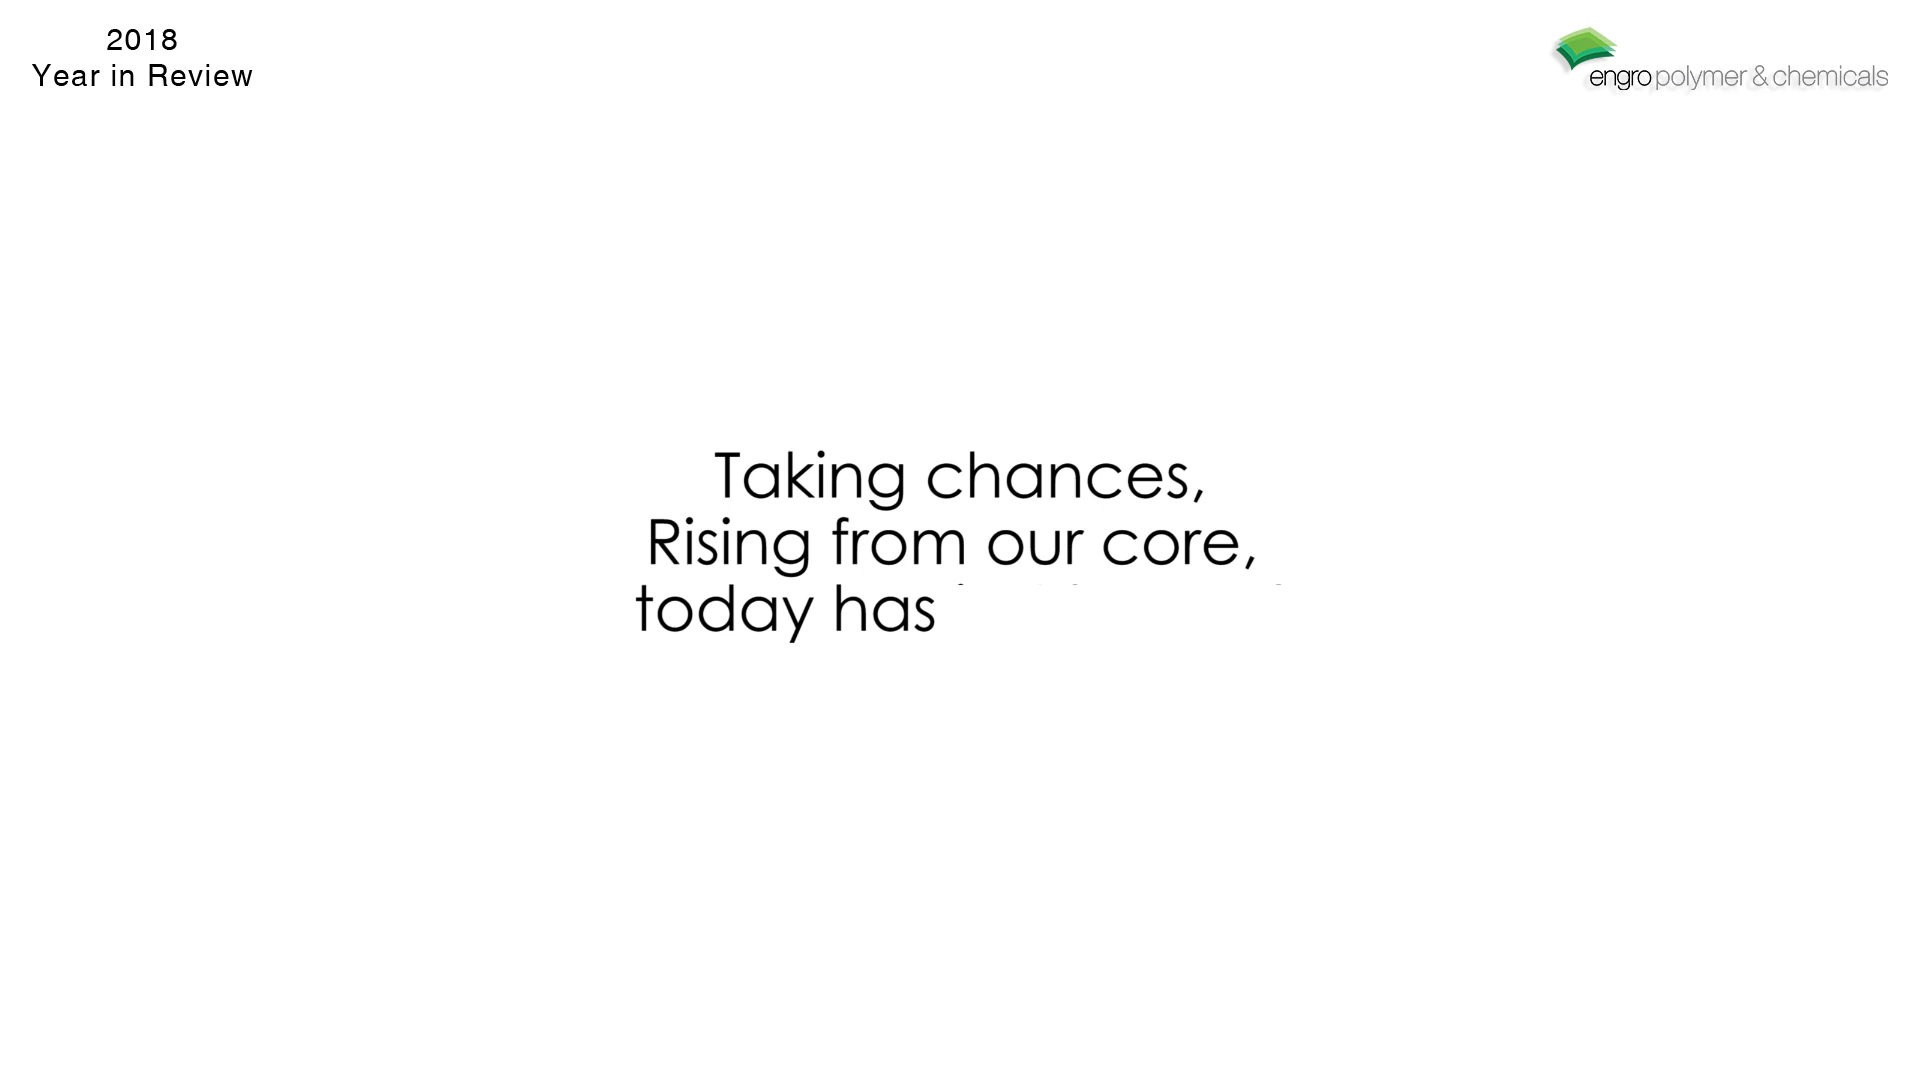 2018
Year in Review
engro polymer & chemicals
Taking chances,
Rising from our core,
today has